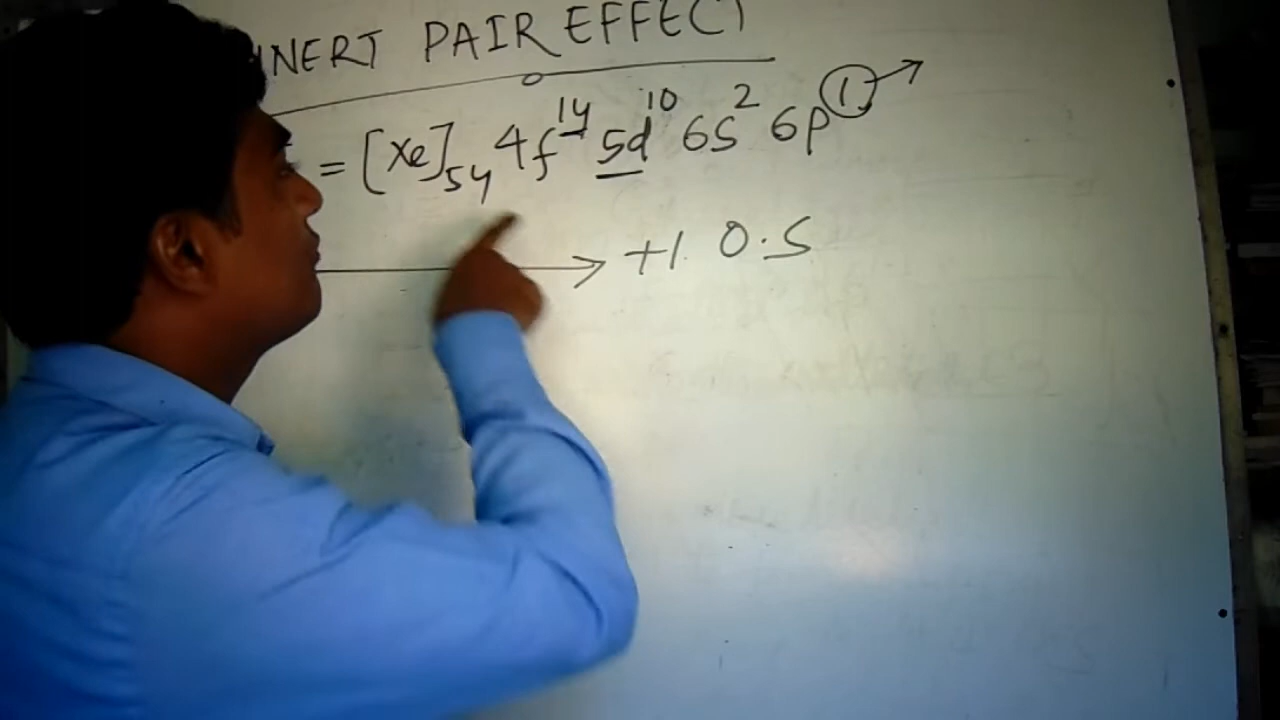 INERT PAIR EFFECT
= [Xe]54 4f14 5d10 6S2 6p1
+1 O.S